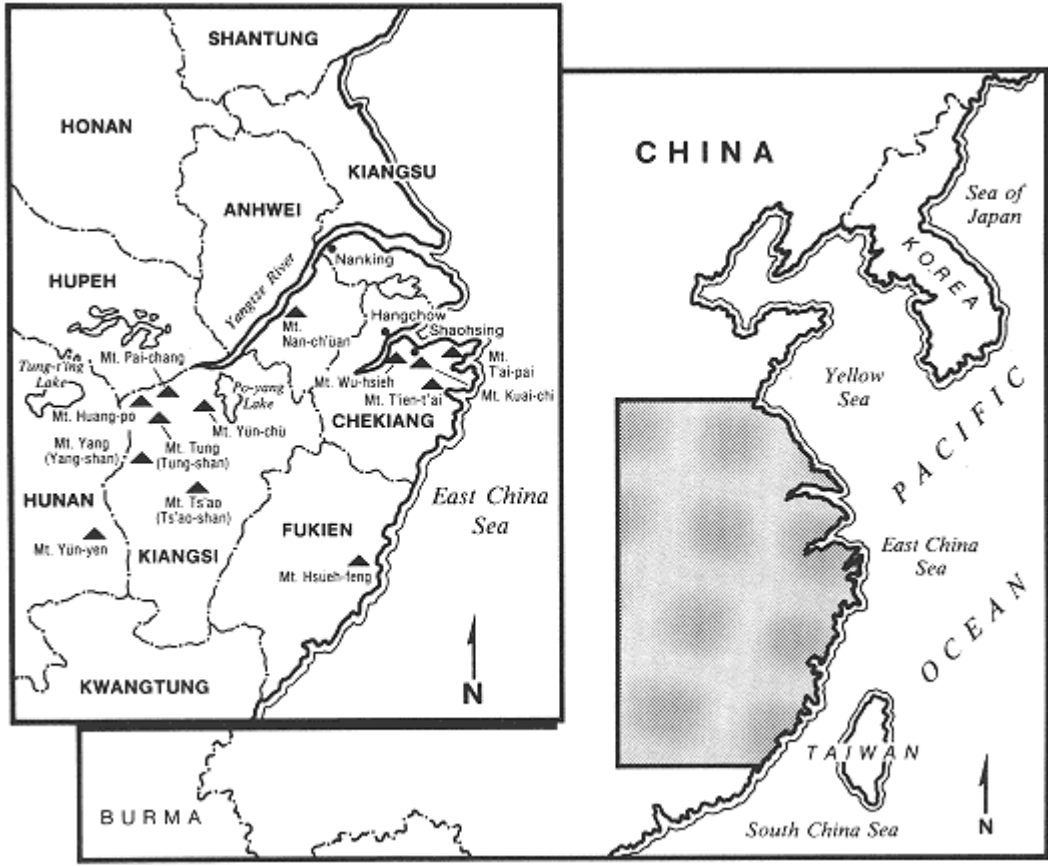 SHANTUNG
HONAN
KIANGSU
ANHWEI
Nanking
HUPEH
Yangtze River
Mt.
Nan-ch'üan
Hangchow
Shaohsing
Mt. Pai-chang
Tung-t'ing
Lake
Mt.
T'ai-pai
Mt. Wu-hsieh
Mt. Tien-t'ai
Mt. Kuai-chi
Po-yang
Lake
Mt. Huang-po
Mt. Yün-chü
CHEKIANG
Mt. Yang
(Yang-shan)
Mt. Tung
(Tung-shan)
HUNAN
Mt. Ts'ao
(Ts'ao-shan)
East China
Sea
FUKIEN
Mt. Yün-yen
KIANGSI
Mt. Hsüeh-feng
N
KWANGTUNG
CHINA
Sea of
Japan
KOREA
Yellow
Sea
PACIFIC
OCEAN
East China
Sea
TAIWAN
BURMA
South China Sea
N